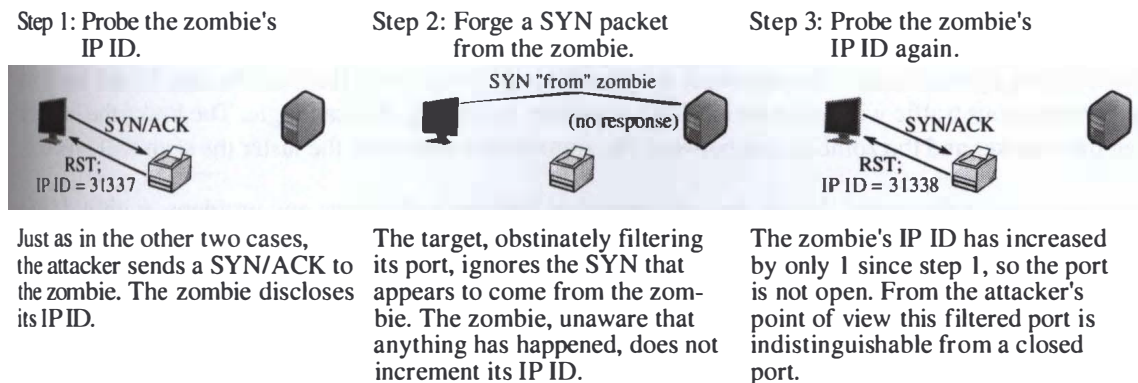 Step 1: Probe the zombie's
IP ID.
SYN/ACK
RST;
IP ID = 31337
Just as in the other two cases,
the attacker sends a SYN/ACK to
the zombie. The zombie discloses
its IP ID.
Step 2: Forge a SYN packet
from the zombie.
SYN "from" zombie
(no response)
The target, obstinately filtering
its port, ignores the SYN that
appears to come from the zom-
bie. The zombie, unaware that
anything has happened, does not
increment its IP ID.
Step 3: Probe the zombie's
IP ID again.
SYN/ACK
RST;
IP ID = 31338
The zombie's IP ID has increased
by only 1 since step 1, so the port
is not open. From the attacker's
point of view this filtered port is
indistinguishable from a closed
port.